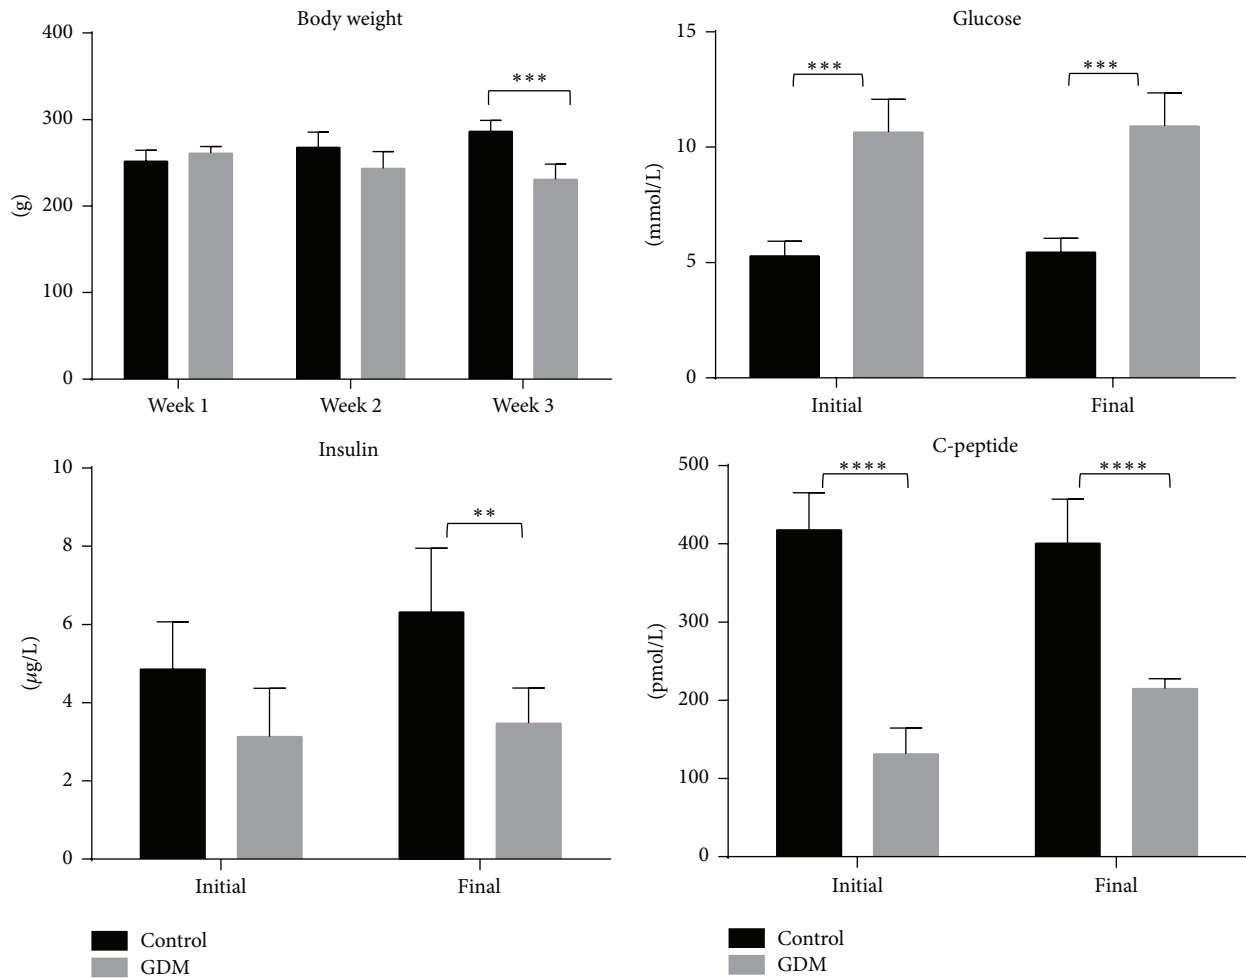 Body weight
400
300
200
100
0
(g)
***
Week 1
Week 2
Week 3
Glucose
15
10
5
0
(mmol/L)
***
***
Initial
Final
Insulin
10
8
6
4
2
0
(µg/L)
**
Initial
Final
Control
GDM
C-peptide
500
400
300
200
100
0
(pmol/L)
****
****
Initial
Final
Control
GDM